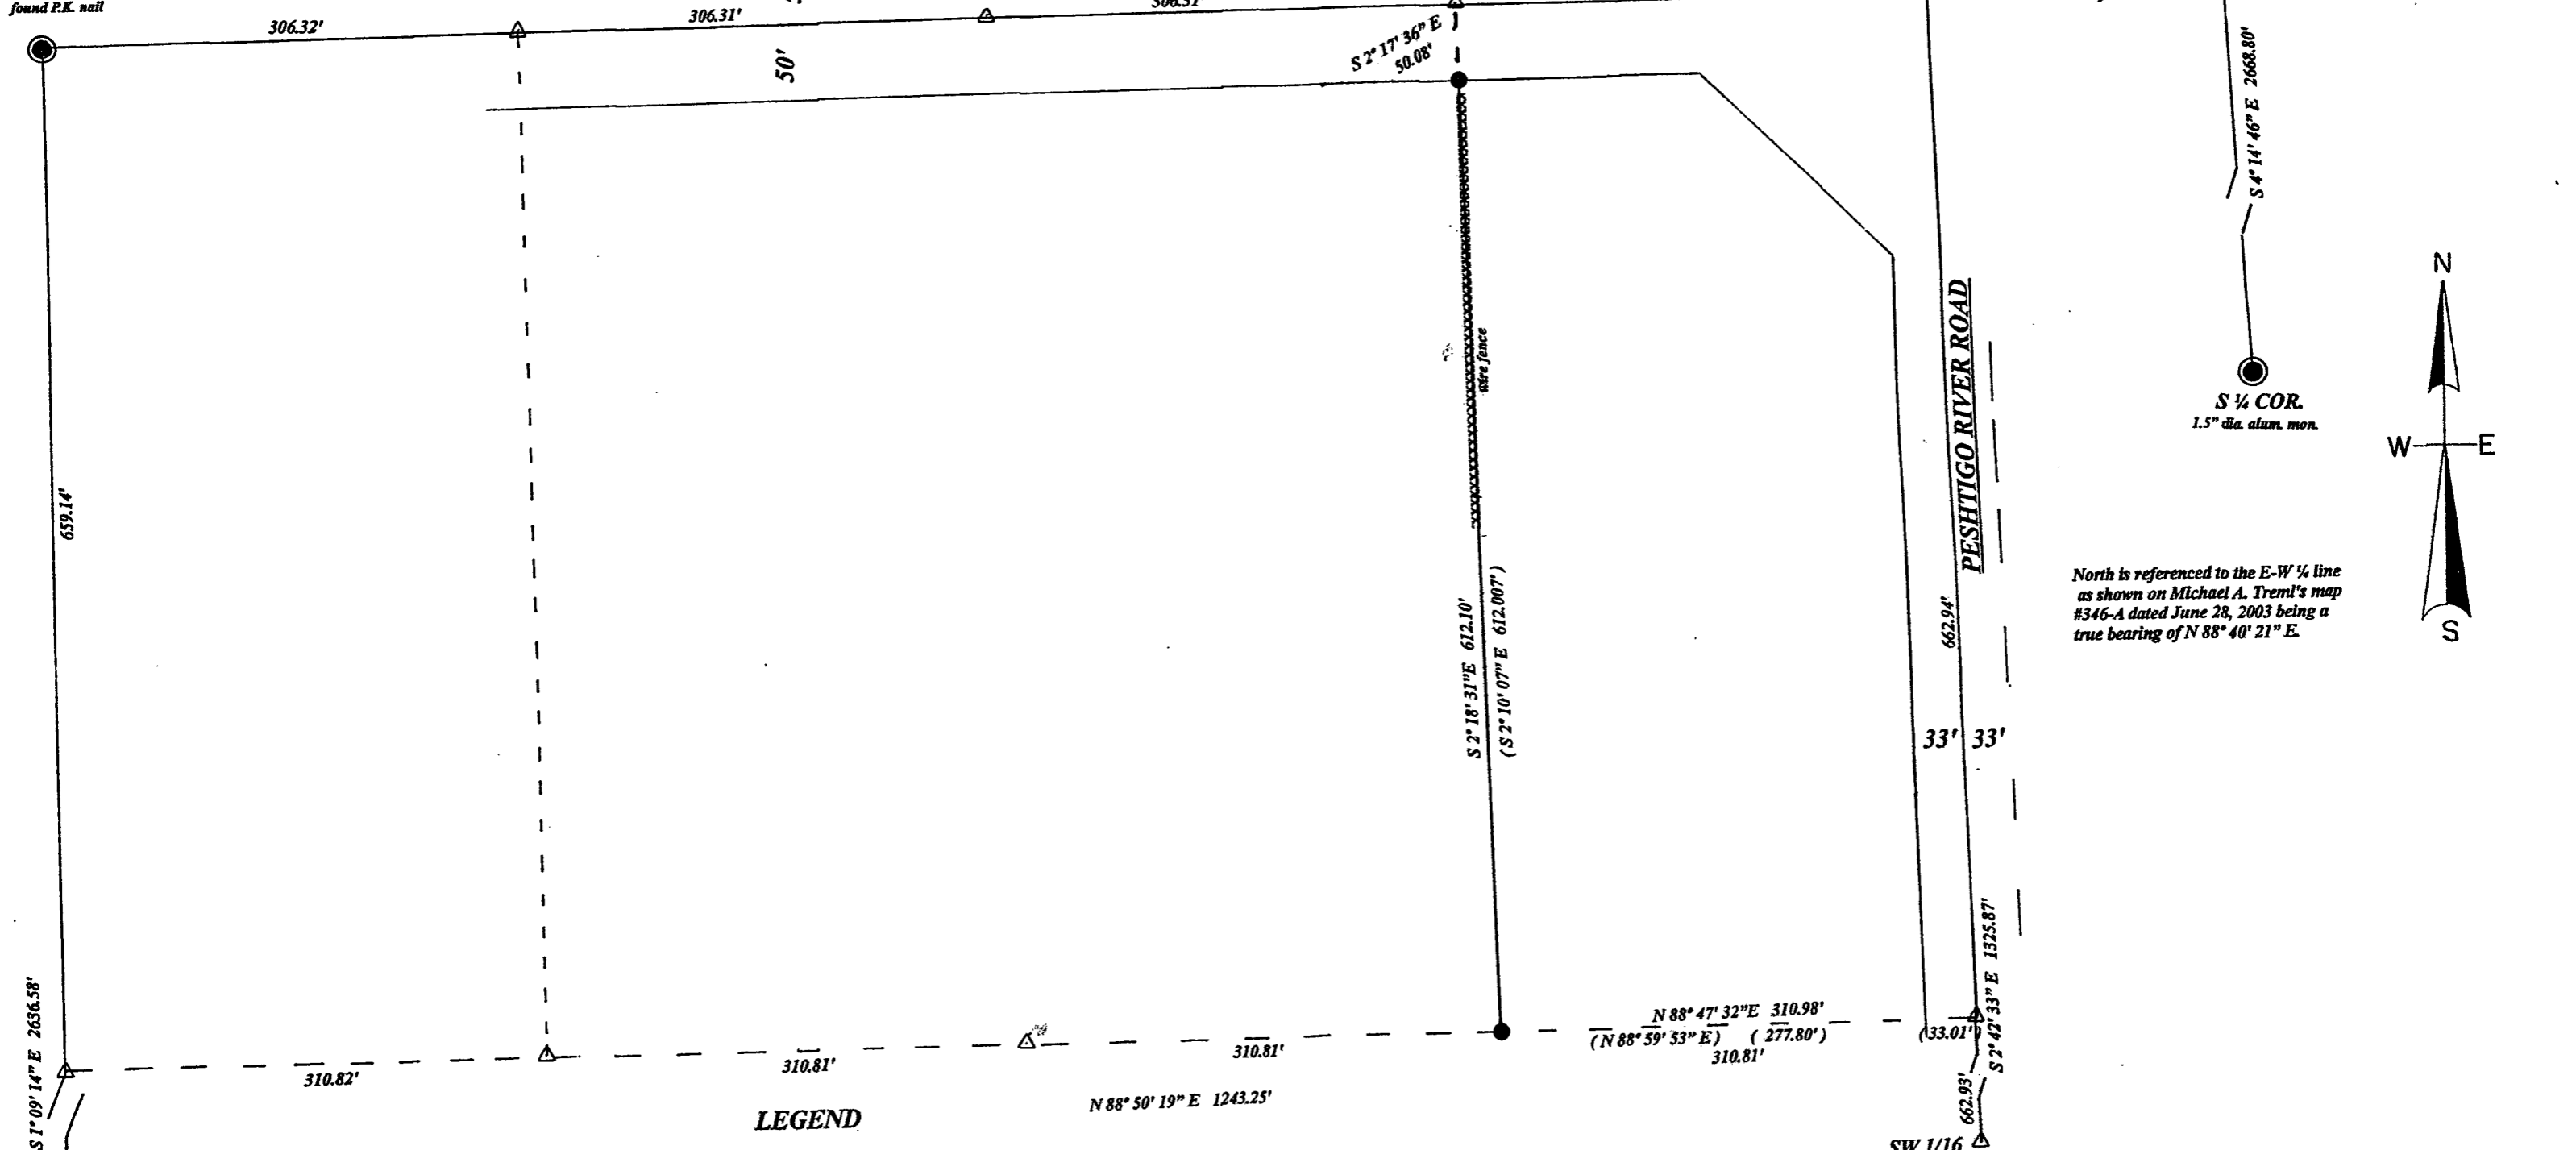 found P.K. nail
306.32'
306.31'
306.31'
50'
S 2° 17' 36" E
50.08'
S 4° 14' 46" E 2668.80'
N
W E
S
S ¼ COR.
1.5" dia. alum. mon.
PESHTIGO RIVER ROAD
wire fence
659.14'
S 2° 18' 31"E 612.10'
( S 2° 10' 07" E 612.007' )
662.94'
North is referenced to the E-W ¼ line
as shown on Michael A. Treml's map
#346-A dated June 28, 2003 being a
true bearing of N 88° 40' 21" E.
33' 33'
S 1° 09' 14" E 2636.58'
S 2° 42' 33" E 1325.87'
N 88° 47' 32"E 310.98'
( N 88° 59' 53" E ) ( 277.80' )
(33.01')
310.81'
310.82'
310.81'
310.81'
N 88° 50' 19" E 1243.25'
662.93'
LEGEND
SW 1/16